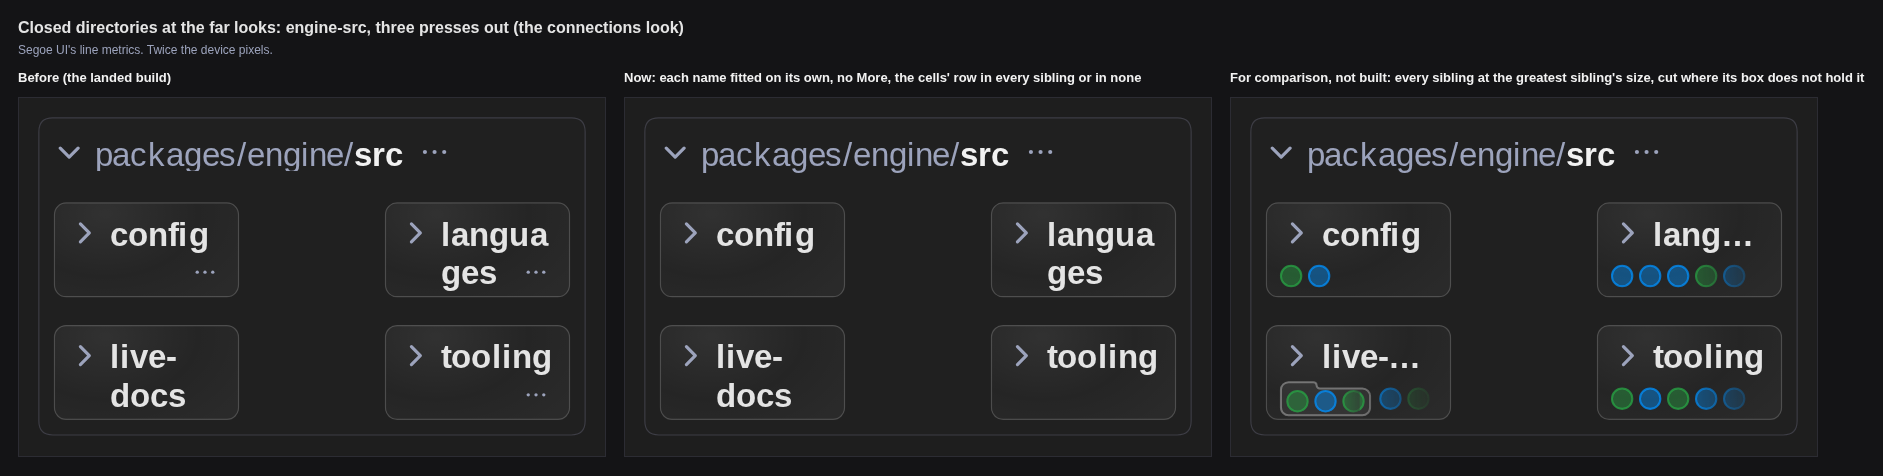 Closed directories at the far looks: engine-src, three presses out (the connections look)
Segoe UI's line metrics. Twice the device pixels.
Before (the landed build)
packages/engine/src ...
config
...
langua
ges ...
live-
docs
tooling
...
Now: each name fitted on its own, no More, the cells' row in every sibling or in none
packages/engine/src ...
config
langua
ges
live-
docs
tooling
For comparison, not built: every sibling at the greatest sibling's size, cut where its box does not hold it
packages/engine/src ...
config
lang...
live-...
tooling